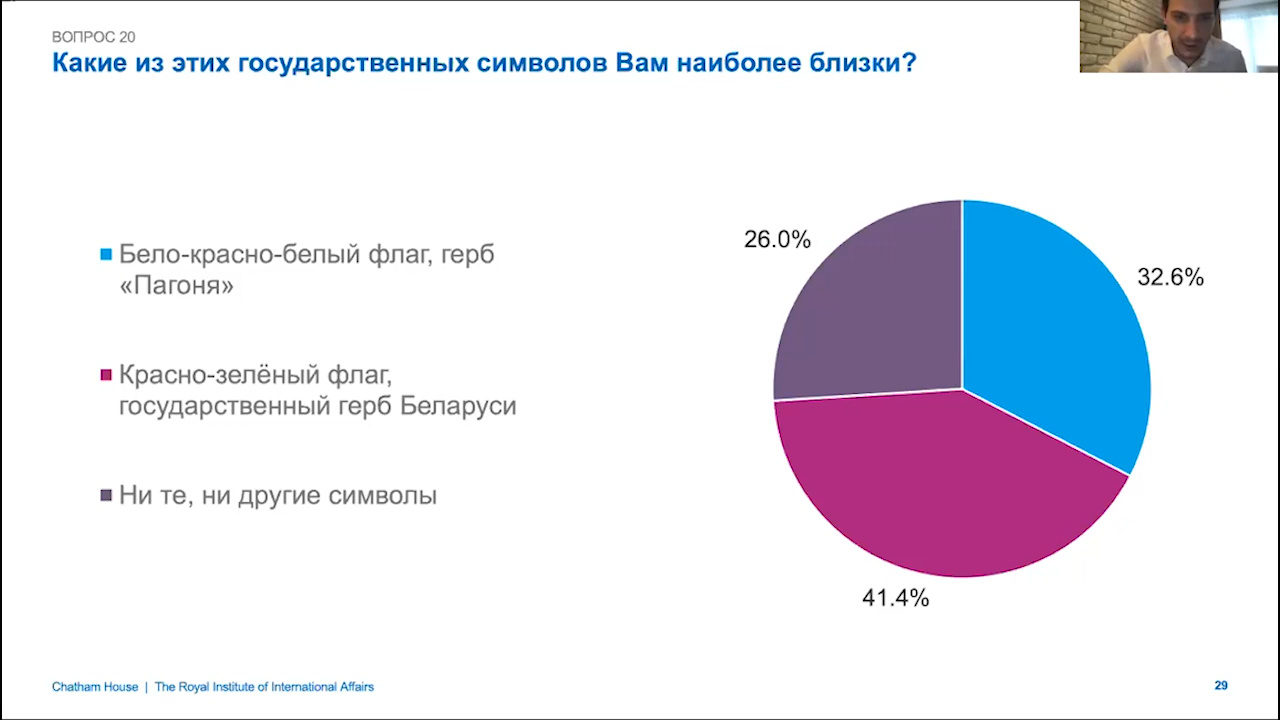 ВОПРОС 20
Какие из этих государственных символов Вам наиболее близки?
Бело-красно-белый флаг, герб
«Пагоня»
Красно-зелёный флаг,
государственный герб Беларуси
Ни те, ни другие символы
26.0%
32.6%
41.4%
Chatham House | The Royal Institute of International Affairs
29